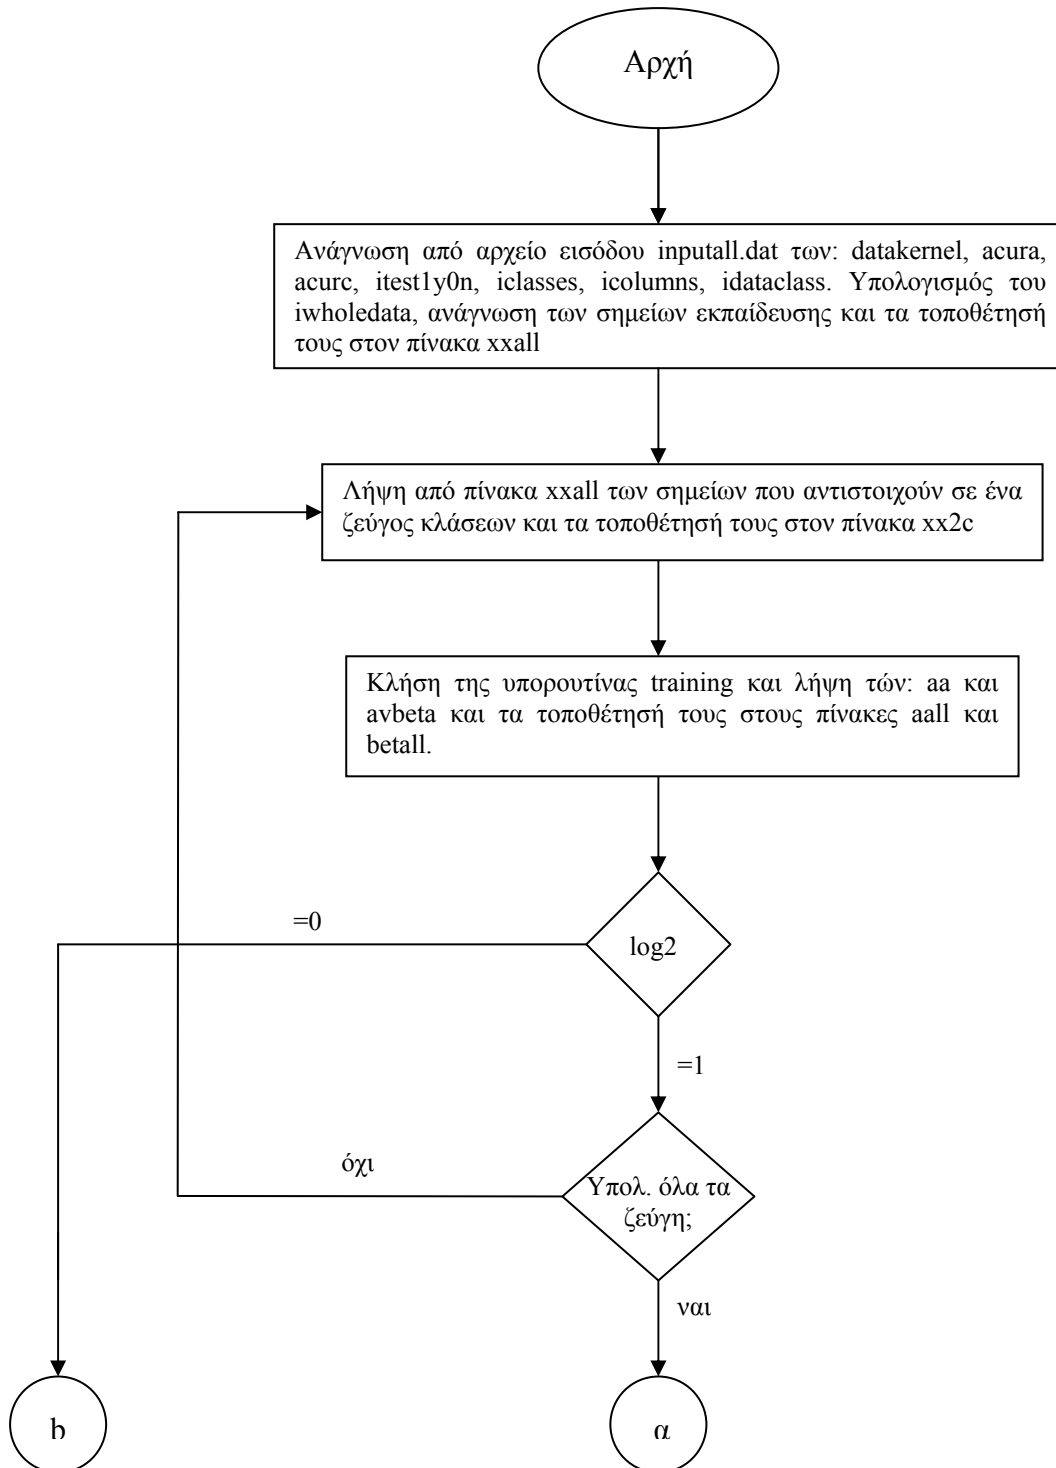 Αρχή
Ανάγνωση από αρχείο εισόδου inputall.dat των: datakernel, acura,
acurc, itest1y0n, iclasses, icolumns, idataclass. Υπολογισμός του
iwholedata, ανάγνωση των σημείων εκπαίδευσης και τα τοποθέτησή
τους στον πίνακα xxall
Λήψη από πίνακα xxall των σημείων που αντιστοιχούν σε ένα
ζεύγος κλάσεων και τα τοποθέτησή τους στον πίνακα xx2c
Κλήση της υπορουτίνας training και λήψη τών: aa και
avbeta και τα τοποθέτησή τους στους πίνακες aall και
betall.
=0
log2
=1
όχι
Υπολ. όλα τα
ζεύγη;
ναι
b
α